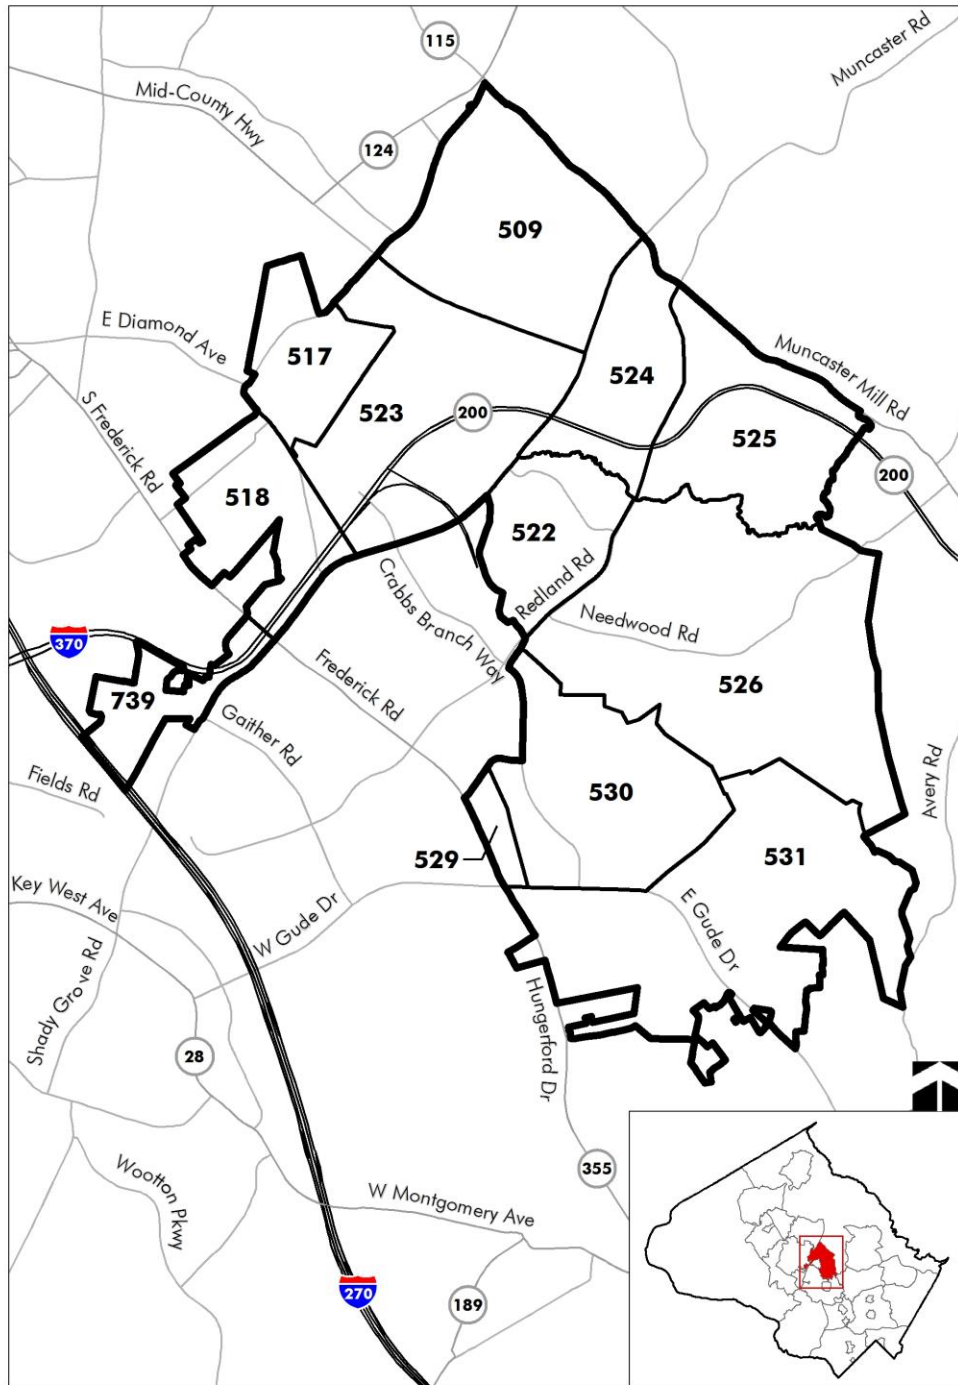 115
Muncaster Rd
Mid-County Hwy
124
509
E Diamond Ave
517
524
Muncaster Mill Rd
523
200
525
S Frederick Rd
200
518
522
Crabbs Branch Way
Redland Rd
Needwood Rd
370
739
Frederick Rd
526
Gaither Rd
Fields Rd
530
Avery Rd
529
531
Key West Ave
W Gude Dr
E Gude Dr
Shady Grove Rd
Hungerford Dr
28
355
Wootton Pkwy
W Montgomery Ave
270
189